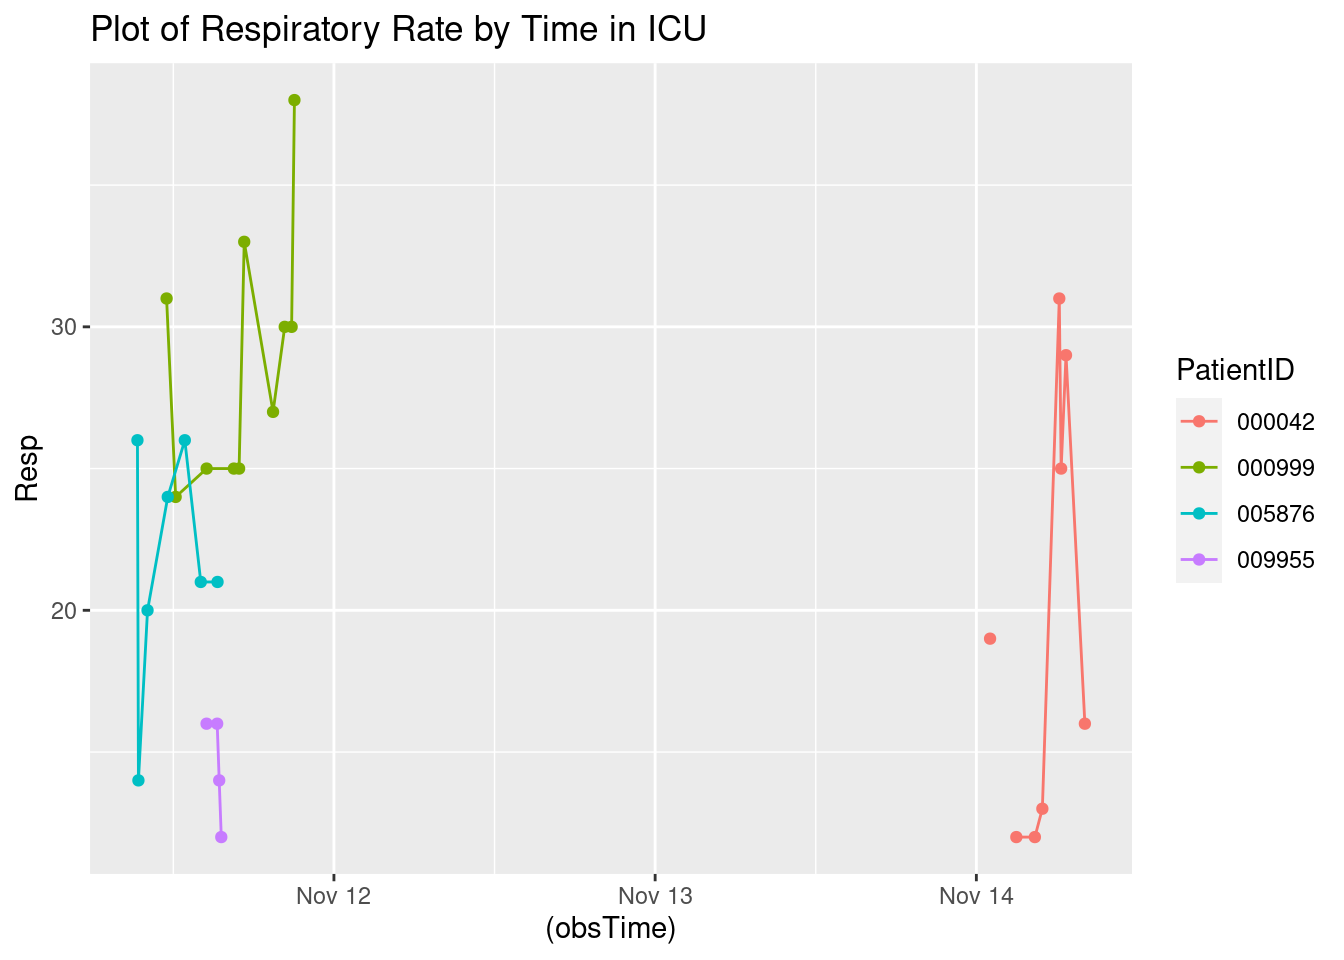 Plot of Respiratory Rate by Time in ICU
Resp
30
20
Nov 12
Nov 13
Nov 14
(obsTime)
PatientID
000042
000999
005876
009955